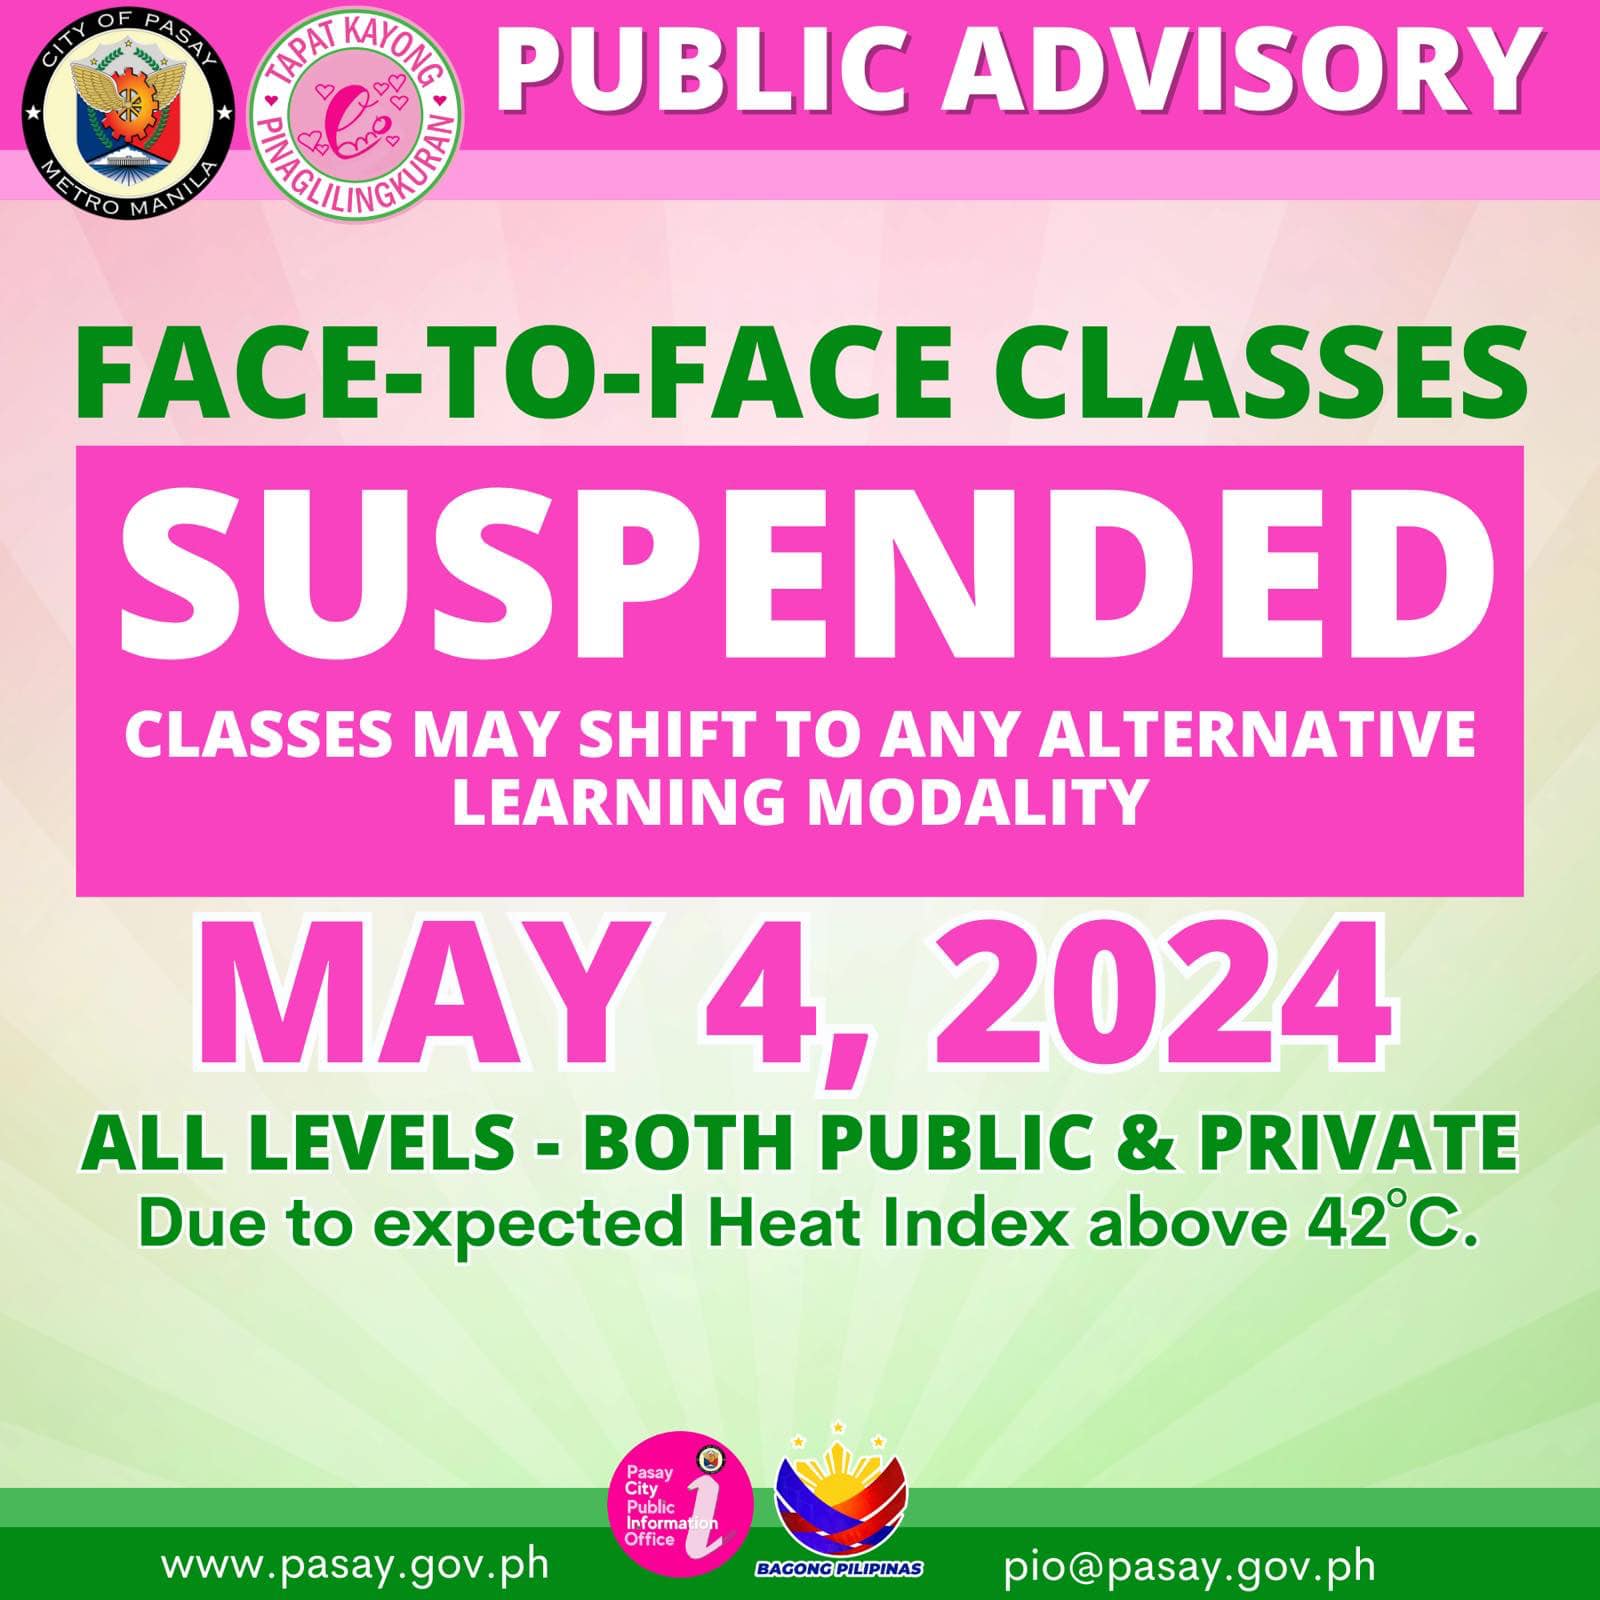 CITY OF PASAY
METRO MANILA
TAPAT KAYONG
PINAGLILINGKURAN
PUBLIC ADVISORY
FACE-TO-FACE CLASSES
SUSPENDED
CLASSES MAY SHIFT TO ANY ALTERNATIVE
LEARNING MODALITY
MAY 4, 2024
ALL LEVELS - BOTH PUBLIC & PRIVATE
Due to expected Heat Index above 42°C.
Pasay
City
Public
Information
Office
BAGONG PILIPINAS
www.pasay.gov.ph
pio@pasay.gov.ph